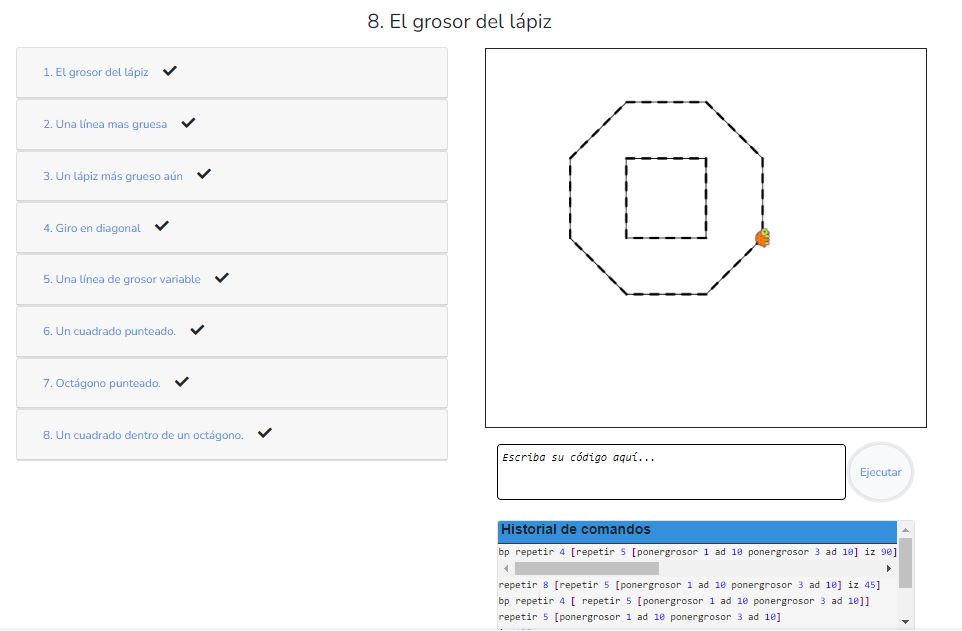 8. El grosor del lápiz
1. El grosor del lápiz
2. Una línea mas gruesa
3. Un lápiz más grueso aún
4. Giro en diagonal
5. Una línea de grosor variable
6. Un cuadrado punteado.
7. Octágono punteado.
8. Un cuadrado dentro de un octágono.
Escriba su código aquí...
Ejecutar
Historial de comandos
bp repetir 4 [repetir 5 [ponergrosor 1 ad 10 ponergrosor 3 ad 10] iz 90]
repetir 8 [repetir 5 [ponergrosor 1 ad 10 ponergrosor 3 ad 10] iz 45]
bp repetir 4 [ repetir 5 [ponergrosor 1 ad 10 ponergrosor 3 ad 10]]
repetir 5 [ponergrosor 1 ad 10 ponergrosor 3 ad 10]